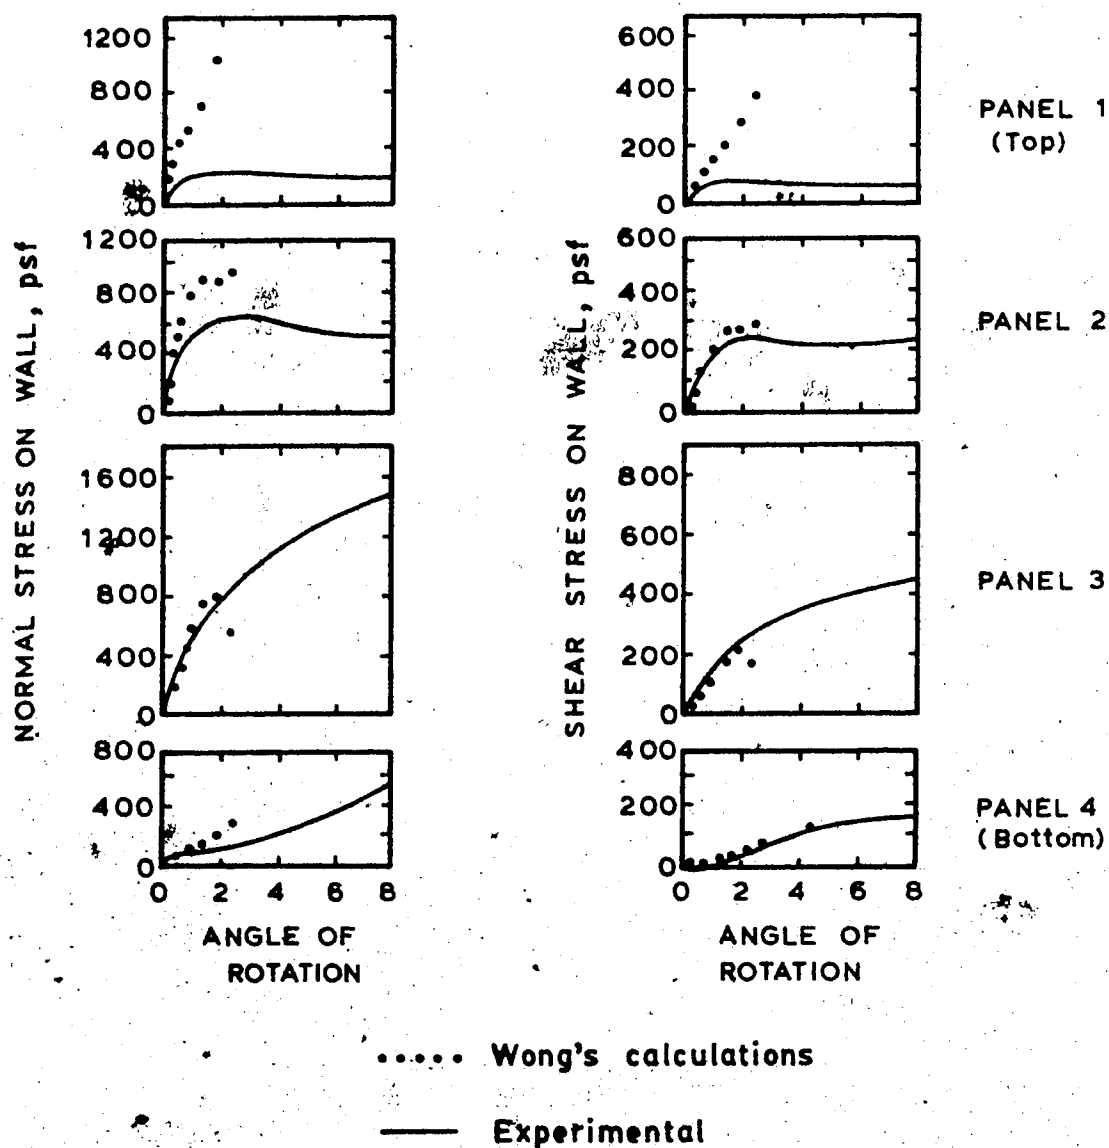 NORMAL STRESS ON WALL, psf
1200
800
400
0
1200
800
400
0
1600
1200
800
400
0
800
400
0
0 2 4 6 8
ANGLE OF
ROTATION
SHEAR STRESS ON WALL, psf
600
400
200
0
600
400
200
0
800
600
400
200
0
400
200
0
0 2 4 6 8
ANGLE OF
ROTATION
PANEL 1
(Top)
PANEL 2
PANEL 3
PANEL 4
(Bottom)
Wong's calculations
Experimental